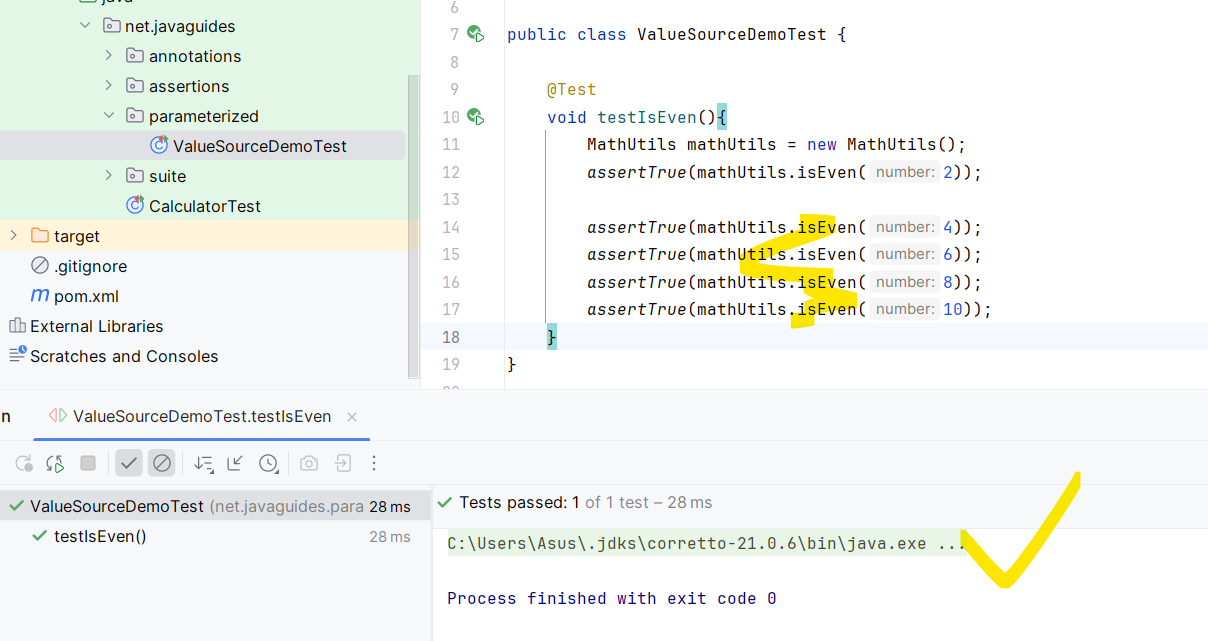 java
net.javaguides
annotations
assertions
parameterized
ValueSourceDemoTest
suite
CalculatorTest
target
.gitignore
m pom.xml
External Libraries
Scratches and Consoles
6
7 public class ValueSourceDemoTest {
8
9 @Test
10 void testIsEven(){
11 MathUtils mathUtils = new MathUtils();
12 assertTrue(mathUtils.isEven( number: 2));
13
14 assertTrue(mathUtils.isEven( number: 4));
15 assertTrue(mathUtils.isEven( number: 6));
16 assertTrue(mathUtils.isEven( number: 8));
17 assertTrue(mathUtils.isEven( number: 10));
18 }
19 }
n ValueSourceDemoTest.testIsEven
ValueSourceDemoTest (net.javaguides.para 28 ms
testIsEven() 28 ms
Tests passed: 1 of 1 test – 28 ms
C:\Users\Asus\.jdks\corretto-21.0.6\bin\java.exe ...
Process finished with exit code 0